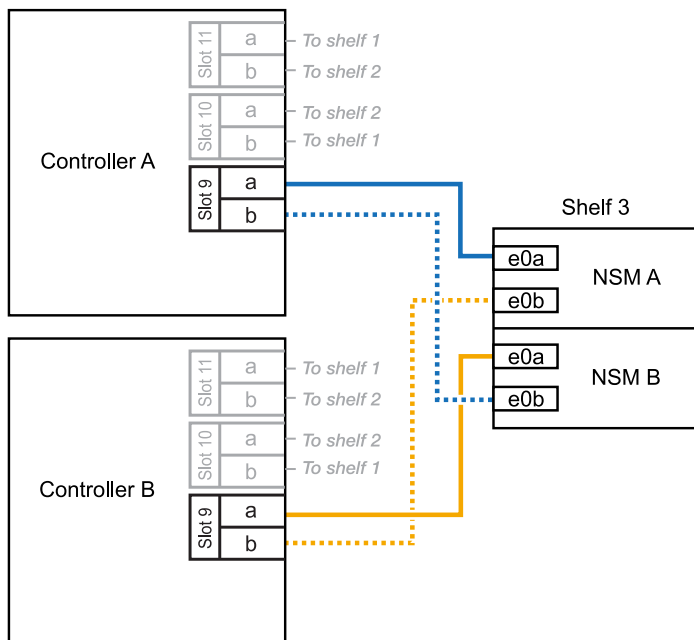 Controller A
Slot 11
a
To shelf 1
b
To shelf 2
Slot 10
a
To shelf 2
b
To shelf 1
Slot 9
a
b
Shelf 3
e0a
NSM A
e0b
e0a
NSM B
e0b
Controller B
Slot 11
a
To shelf 1
b
To shelf 2
Slot 10
a
To shelf 2
b
To shelf 1
Slot 9
a
b